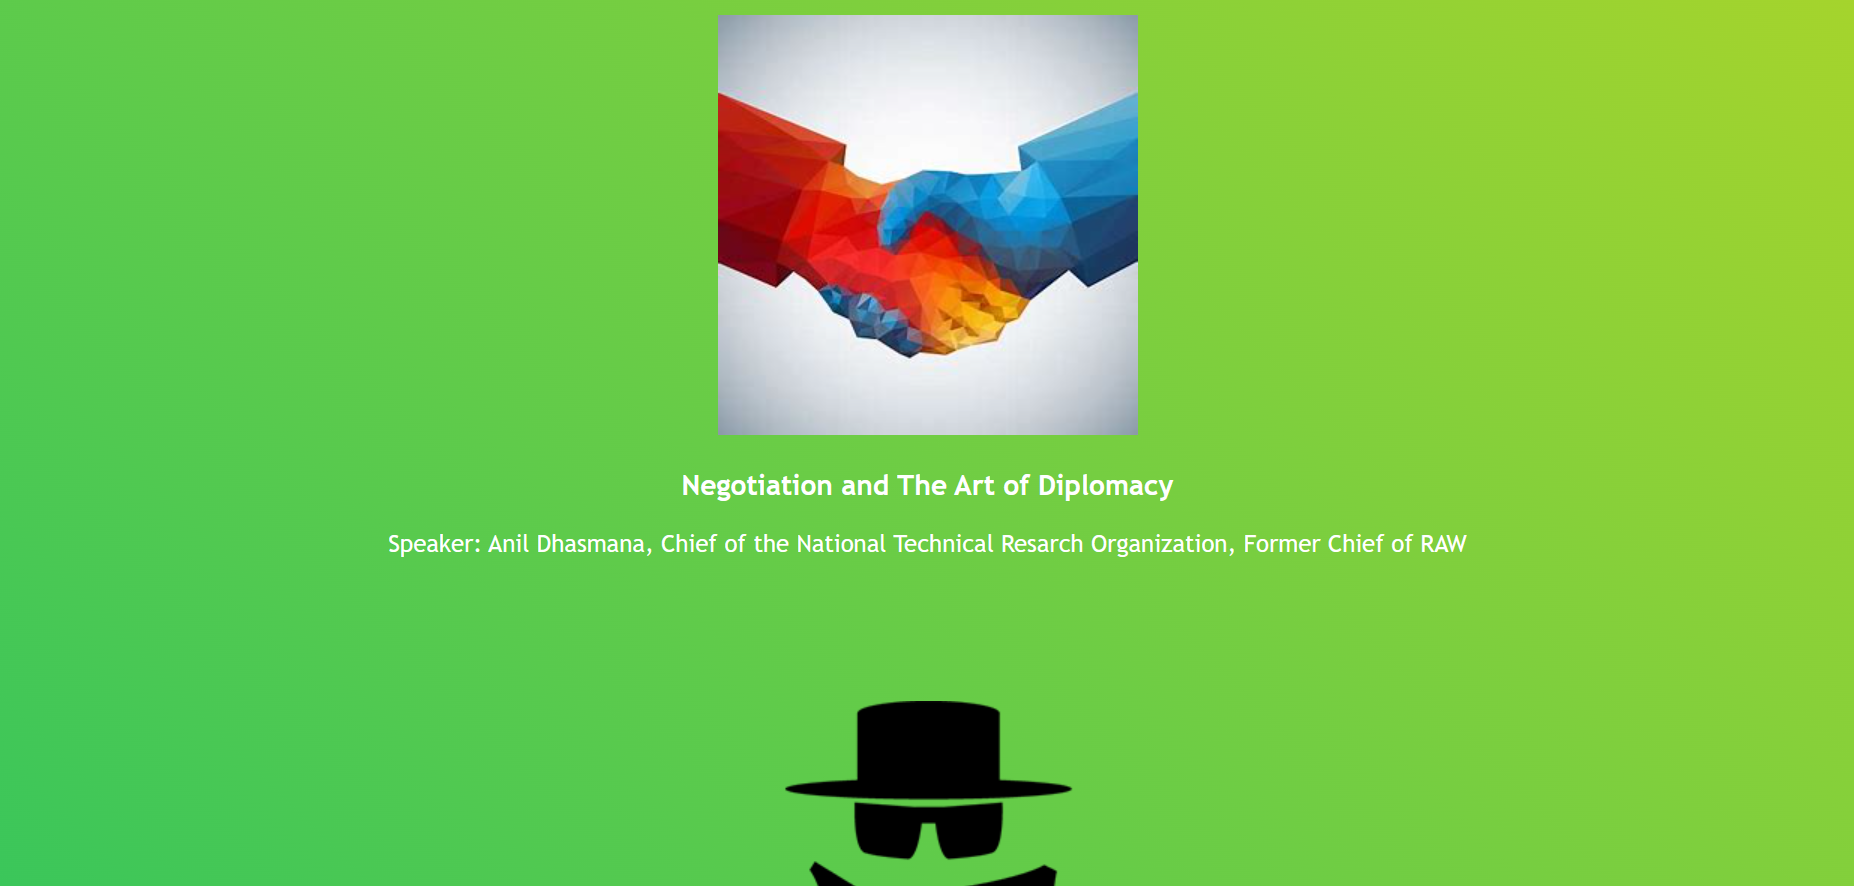 Negotiation and The Art of Diplomacy
Speaker: Anil Dhasmana, Chief of the National Technical Resarch Organization, Former Chief of RAW